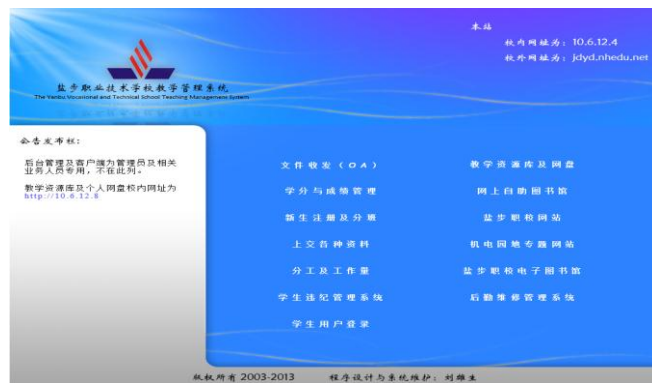 本站
校内网址为：10.6.12.4
校外网址为：jdyd.nhedu.net
盐步职业技术学校教学管理系统
The Yanbu Vocational and Technical School Teaching Management System
公告发布栏：
后台管理及客户端为管理员及相关
业务人员专用，不在此列。
教学资源库及个人网盘校内网址为
http://10.6.12.6
文件收发（OA）
教学资源库及网盘
学分与成绩管理
网上自助图书馆
新生注册及分班
盐步职校网站
上交各种资料
机电园地专题网站
分工及工作量
盐步职校电子图书馆
学生违纪管理系统
后勤维修管理系统
学生用户登录
版权所有 2003-2013 程序设计与系统维护：刘雄主